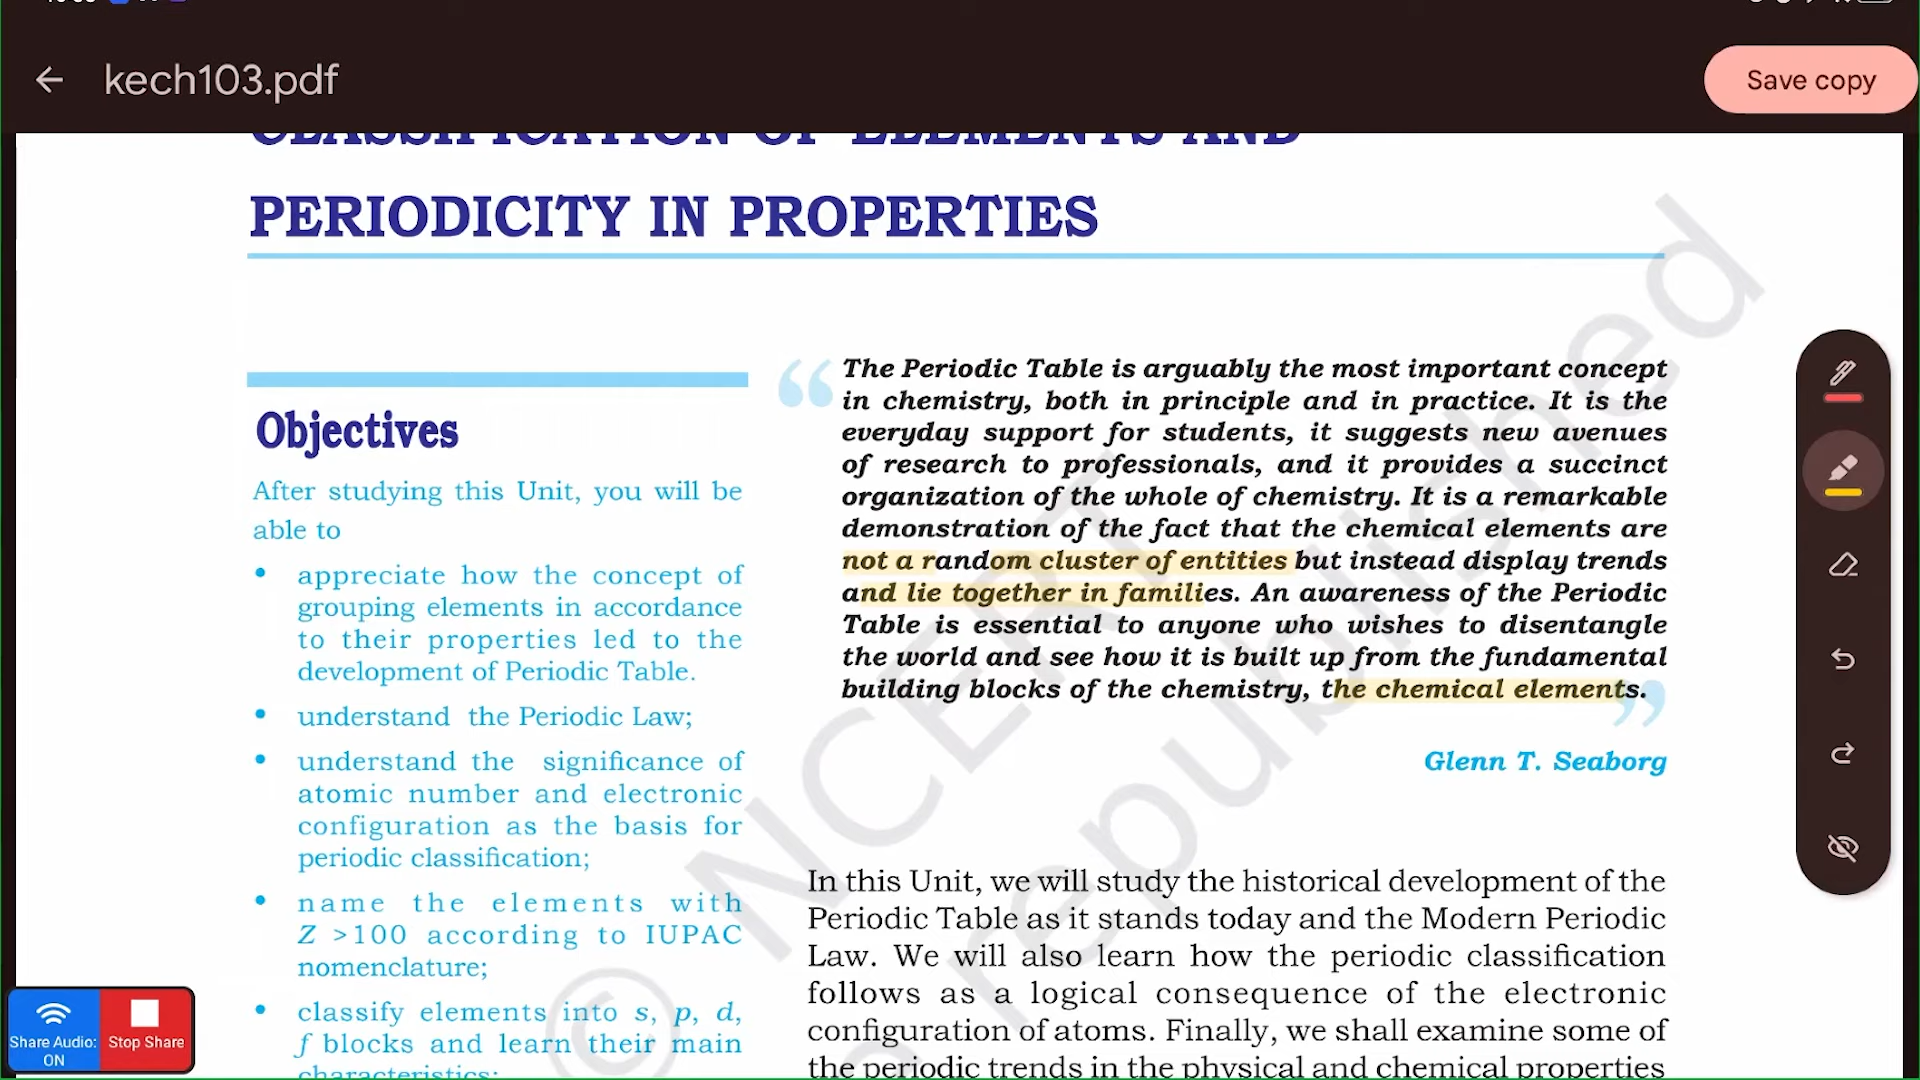 kech103.pdf
Save copy
CLASSIFICATION OF ELEMENTS AND
PERIODICITY IN PROPERTIES
Objectives
After studying this Unit, you will be
able to
• appreciate how the concept of
grouping elements in accordance
to their properties led to the
development of Periodic Table.
• understand the Periodic Law;
• understand the significance of
atomic number and electronic
configuration as the basis for
periodic classification;
• name the elements with
Z >100 according to IUPAC
nomenclature;
• classify elements into s, p, d,
f blocks and learn their main
characteristics;
“The Periodic Table is arguably the most important concept
in chemistry, both in principle and in practice. It is the
everyday support for students, it suggests new avenues
of research to professionals, and it provides a succinct
organization of the whole of chemistry. It is a remarkable
demonstration of the fact that the chemical elements are
not a random cluster of entities but instead display trends
and lie together in families. An awareness of the Periodic
Table is essential to anyone who wishes to disentangle
the world and see how it is built up from the fundamental
building blocks of the chemistry, the chemical elements.”
Glenn T. Seaborg
In this Unit, we will study the historical development of the
Periodic Table as it stands today and the Modern Periodic
Law. We will also learn how the periodic classification
follows as a logical consequence of the electronic
configuration of atoms. Finally, we shall examine some of
the periodic trends in the physical and chemical properties
© NCERT
republished
Share Audio:
ON
Stop Share